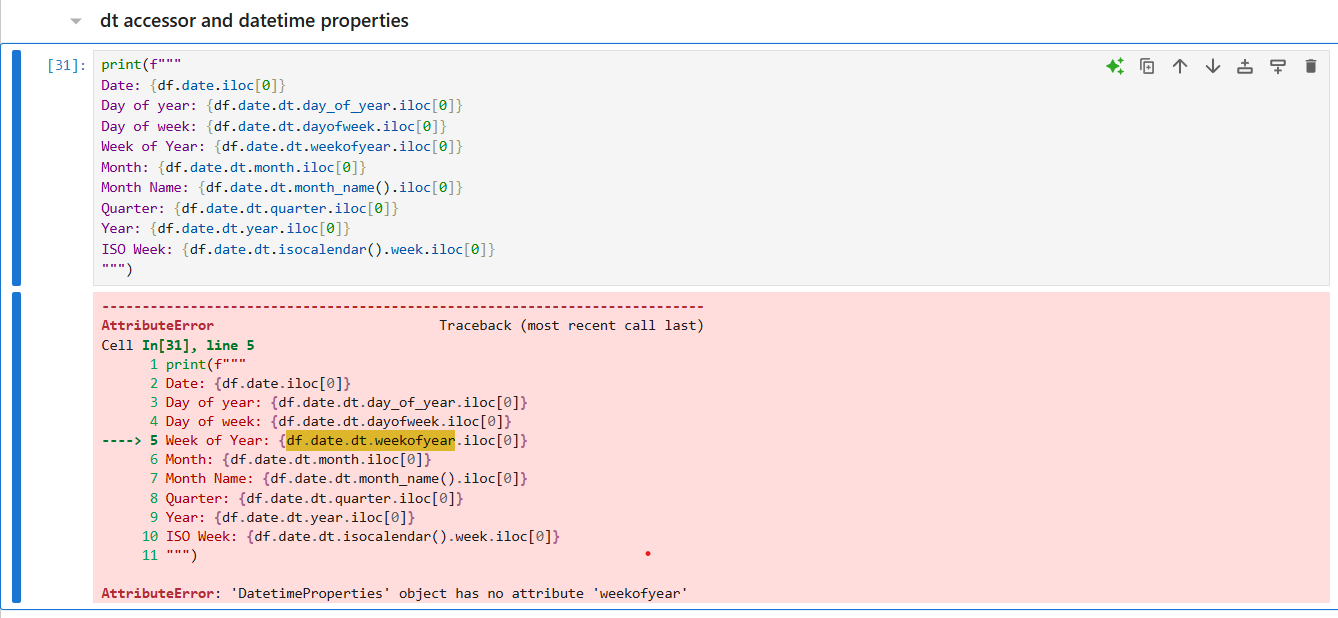 dt accessor and datetime properties
[31]: print(f"""
Date: {df.date.iloc[0]}
Day of year: {df.date.dt.day_of_year.iloc[0]}
Day of week: {df.date.dt.dayofweek.iloc[0]}
Week of Year: {df.date.dt.weekofyear.iloc[0]}
Month: {df.date.dt.month.iloc[0]}
Month Name: {df.date.dt.month_name().iloc[0]}
Quarter: {df.date.dt.quarter.iloc[0]}
Year: {df.date.dt.year.iloc[0]}
ISO Week: {df.date.dt.isocalendar().week.iloc[0]}
""")
---------------------------------------------------------------------------
AttributeError                            Traceback (most recent call last)
Cell In[31], line 5
1 print(f"""
2 Date: {df.date.iloc[0]}
3 Day of year: {df.date.dt.day_of_year.iloc[0]}
4 Day of week: {df.date.dt.dayofweek.iloc[0]}
----> 5 Week of Year: {df.date.dt.weekofyear.iloc[0]}
6 Month: {df.date.dt.month.iloc[0]}
7 Month Name: {df.date.dt.month_name().iloc[0]}
8 Quarter: {df.date.dt.quarter.iloc[0]}
9 Year: {df.date.dt.year.iloc[0]}
10 ISO Week: {df.date.dt.isocalendar().week.iloc[0]}
11 """)
AttributeError: 'DatetimeProperties' object has no attribute 'weekofyear'